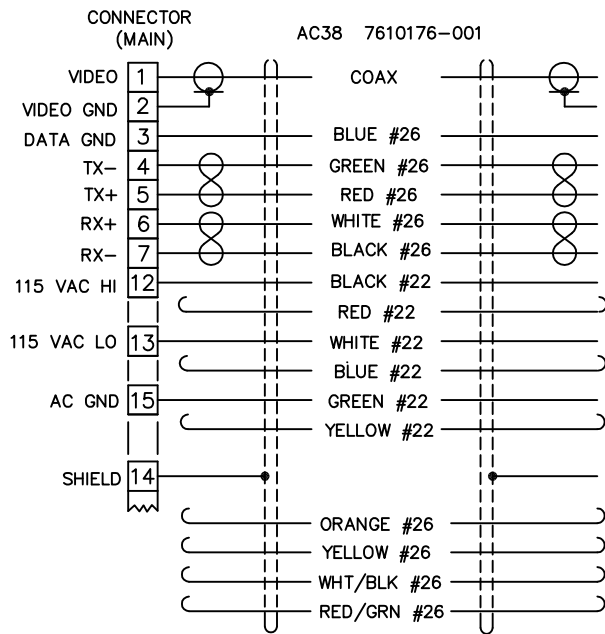 CONNECTOR
(MAIN)
AC38 7610176-001
VIDEO 1 COAX
VIDEO GND 2
DATA GND 3 BLUE #26
TX- 4 GREEN #26
TX+ 5 RED #26
RX+ 6 WHITE #26
RX- 7 BLACK #26
115 VAC HI 12 BLACK #22
RED #22
115 VAC LO 13 WHITE #22
BLUE #22
AC GND 15 GREEN #22
YELLOW #22
SHIELD 14
ORANGE #26
YELLOW #26
WHT/BLK #26
RED/GRN #26